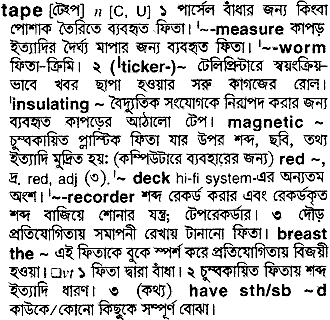 tape [টেইপ্] n [C, U] ১ পার্সেল বাঁধার জন্য কিংবা
পোশাক তৈরিতে ব্যবহৃত ফিতা। ˈ~-measure কাপড়
ইত্যাদির দৈর্ঘ্য মাপার জন্য ব্যবহৃত ফিতা। ˈ~-worm
ফিতা-ক্রিমি। ২ (ˈticker-)~ টেলিপ্রিন্টারে স্বয়ংক্রিয়-
ভাবে খবর ছাপা হওয়ার সরু কাগজের রোল।
ˈinsulating ~ বৈদ্যুতিক সংযোগকে নিরাপদ করার জন্য
ব্যবহৃত কাপড়ের আঠালো টেপ। magnetic ~
চুম্বকায়িত প্লাস্টিক ফিতা যার উপর শব্দ, ছবি, তথ্য
ইত্যাদি মুদ্রিত হয়: (কম্পিউটারে ব্যবহারের জন্য) red ~,
দ্র. red, adj (৩). ˈ~ deck hi-fi system-এর অন্যতম
অংশ। ˈ~-recorder শব্দ রেকর্ড করার এবং রেকর্ডকৃত
শব্দ বাজিয়ে শোনার যন্ত্র; টেপরেকর্ডার। ৩ দৌড়
প্রতিযোগিতায় সমাপনী রেখায় টানানো ফিতা। breast
the ~ এই ফিতাকে বুকে স্পর্শ করে প্রতিযোগিতায় বিজয়ী
হওয়া। □vt ১ ফিতা দ্বারা বাঁধা। ২ চুম্বকায়িত ফিতায় শব্দ
ইত্যাদি ধারণ। ৩ (কথ্য) have sth/sb ~d
কাউকে/কোনো কিছুকে সম্পূর্ণ বোঝা।